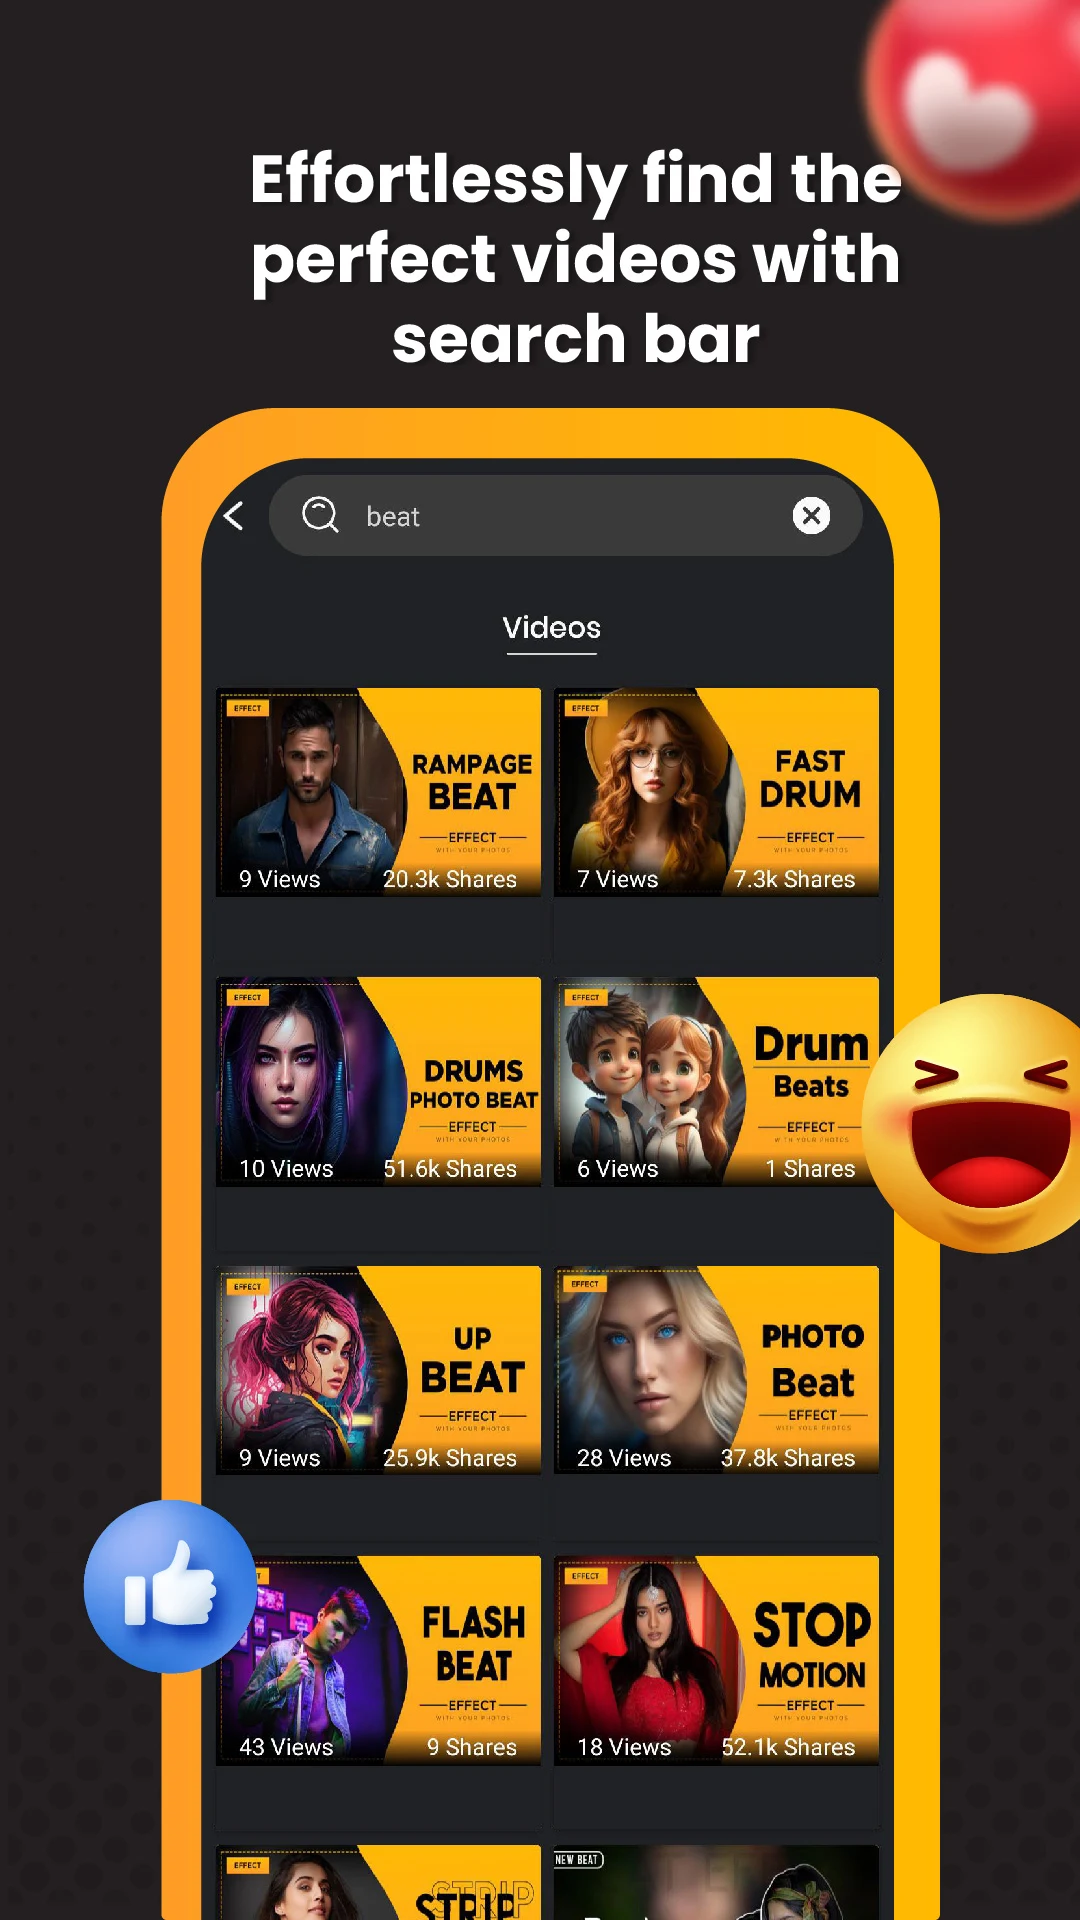 Effortlessly find the
perfect videos with
search bar
beat
Videos
EFFECT
RAMPAGE
BEAT
EFFECT
WITH YOUR PHOTOS
9 Views
20.3k Shares
EFFECT
FAST
DRUM
EFFECT
WITH YOUR PHOTOS
7 Views
7.3k Shares
EFFECT
DRUMS
PHOTO BEAT
EFFECT
WITH YOUR PHOTOS
10 Views
51.6k Shares
EFFECT
Drum
Beats
EFFECT
WITH YOUR PHOTOS
6 Views
1 Shares
EFFECT
UP
BEAT
EFFECT
WITH YOUR PHOTOS
9 Views
25.9k Shares
EFFECT
PHOTO
Beat
EFFECT
WITH YOUR PHOTOS
28 Views
37.8k Shares
FLASH
BEAT
EFFECT
WITH YOUR PHOTOS
43 Views
9 Shares
EFFECT
STOP
MOTION
EFFECT
WITH YOUR PHOTOS
18 Views
52.1k Shares
EFFECT
STRIP
STRIP
NEW BEAT